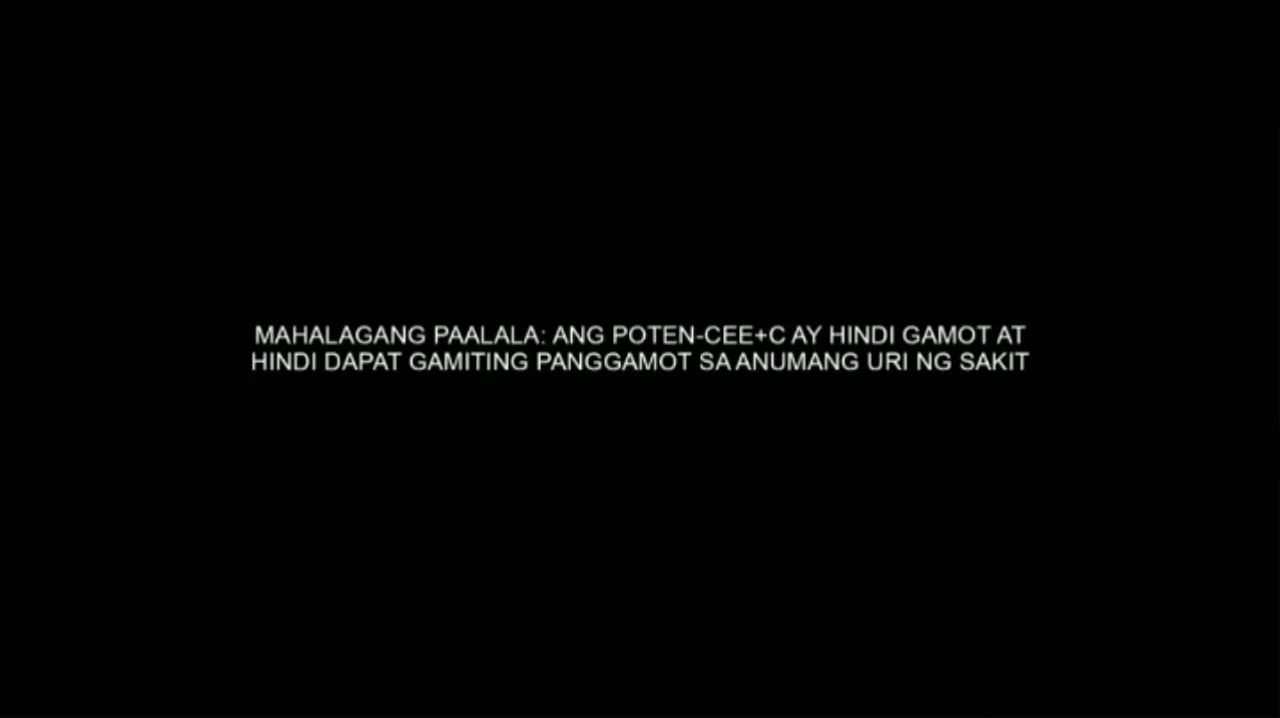 MAHALAGANG PAALALA: ANG POTEN-CEE+C AY HINDI GAMOT AT
HINDI DAPAT GAMITING PANGGAMOT SA ANUMANG URI NG SAKIT